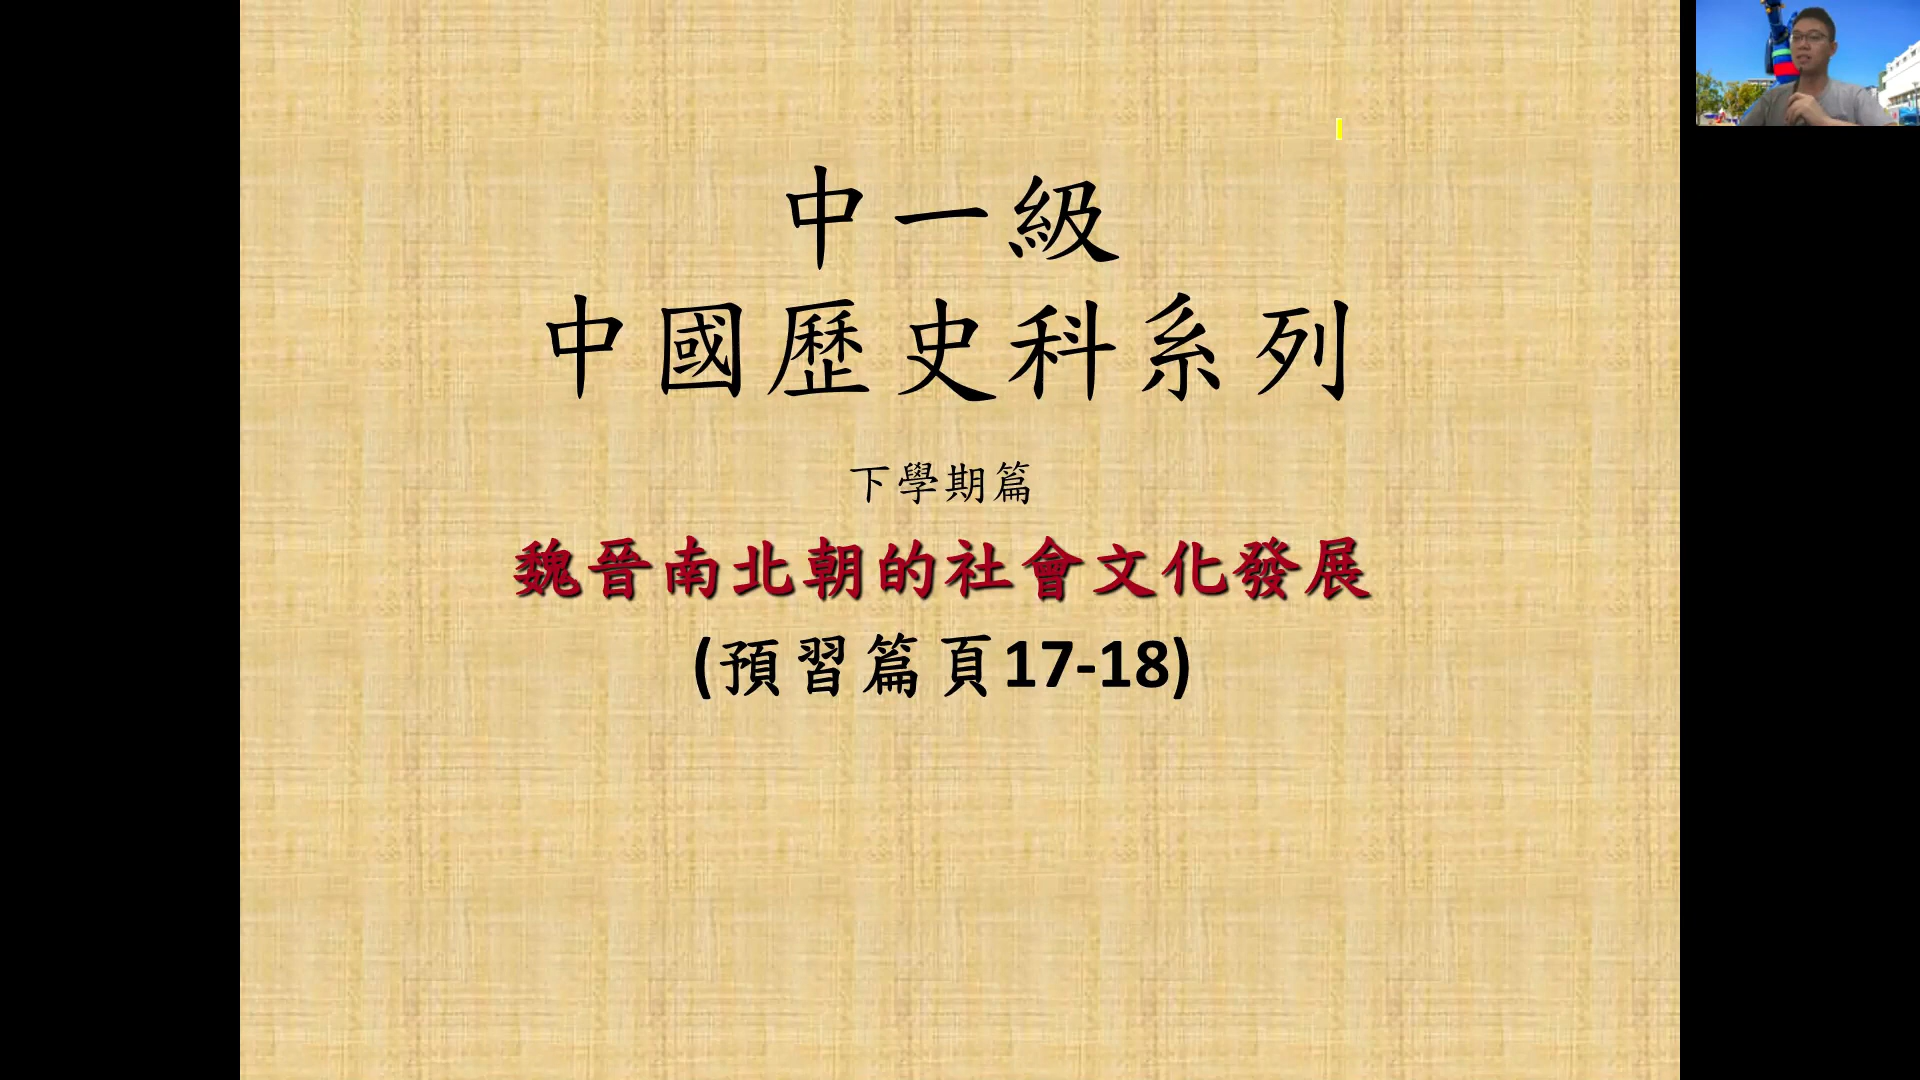 中一級
中國歷史科系列
下學期篇
魏晉南北朝的社會文化發展
(預習篇頁17-18)